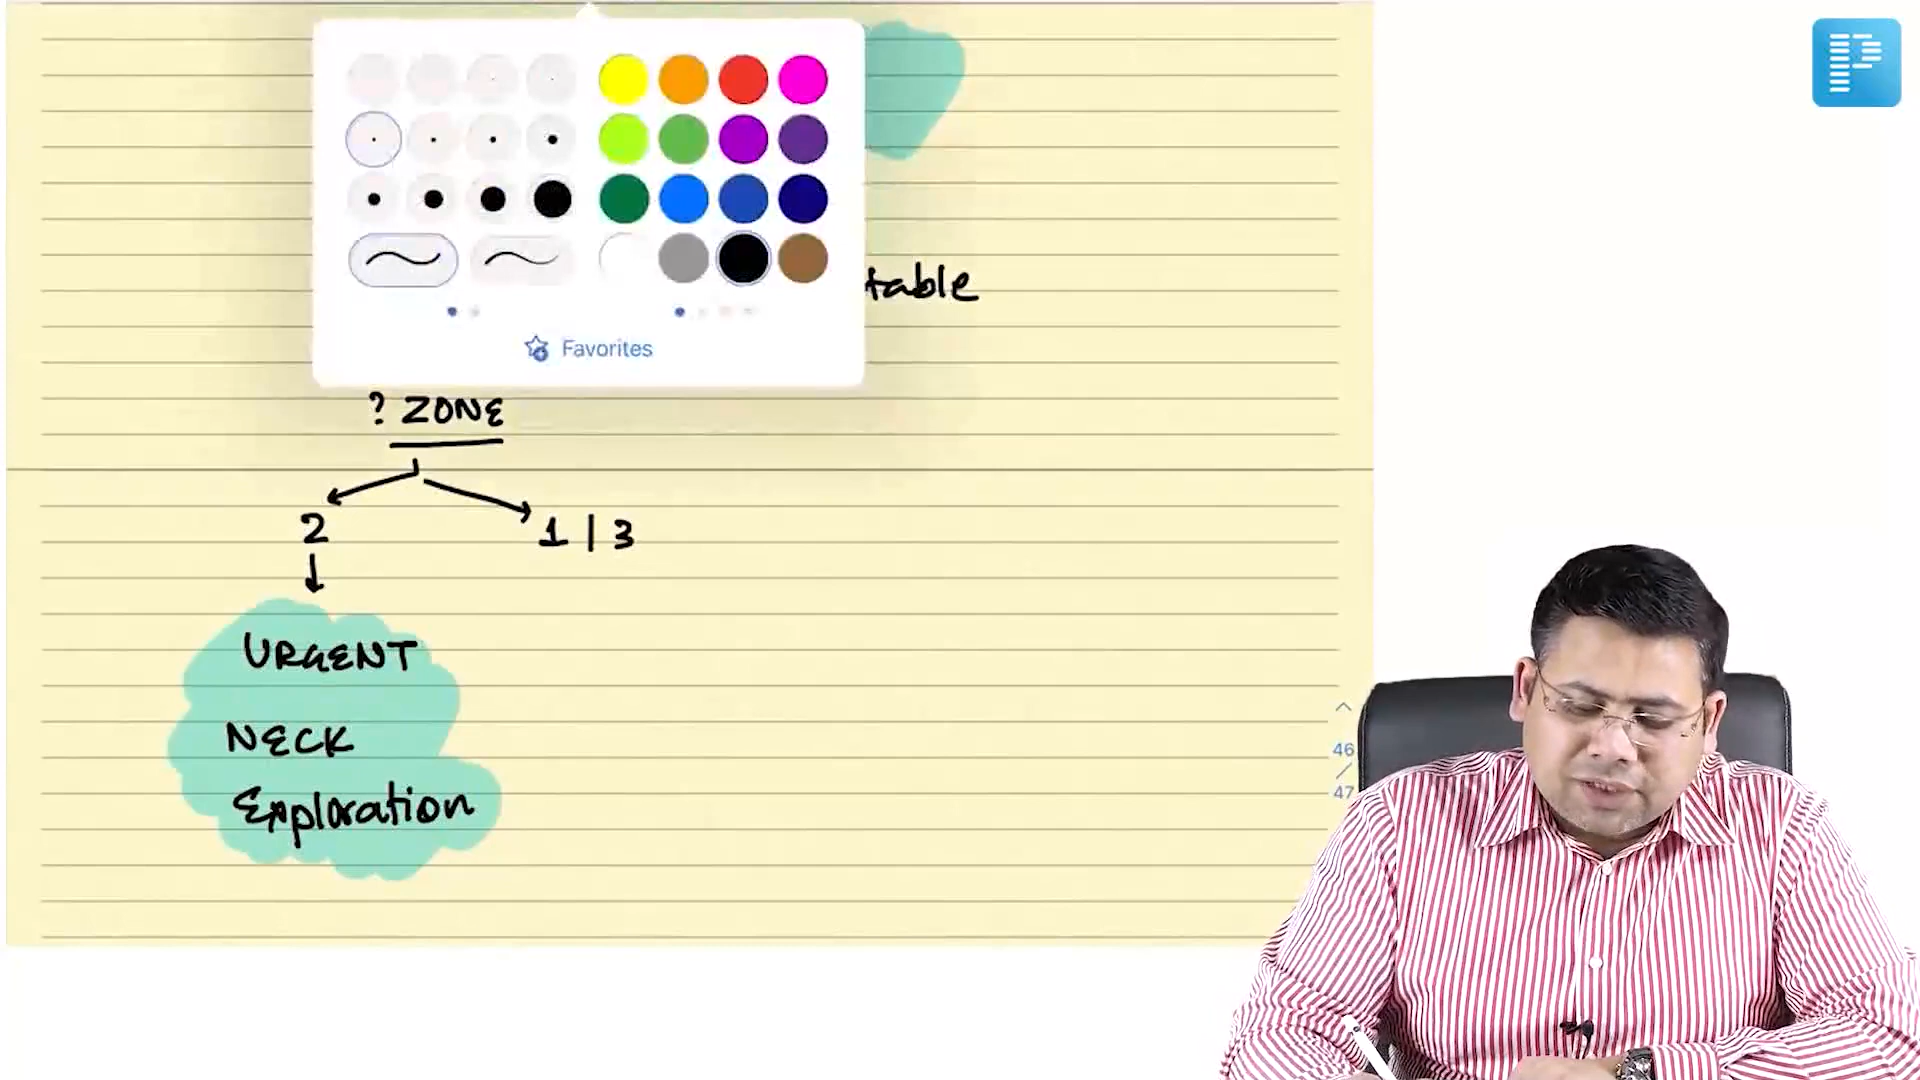 table
Favorites
? ZONE
2
1 | 3
URGENT
NECK
Exploration
46
/
47